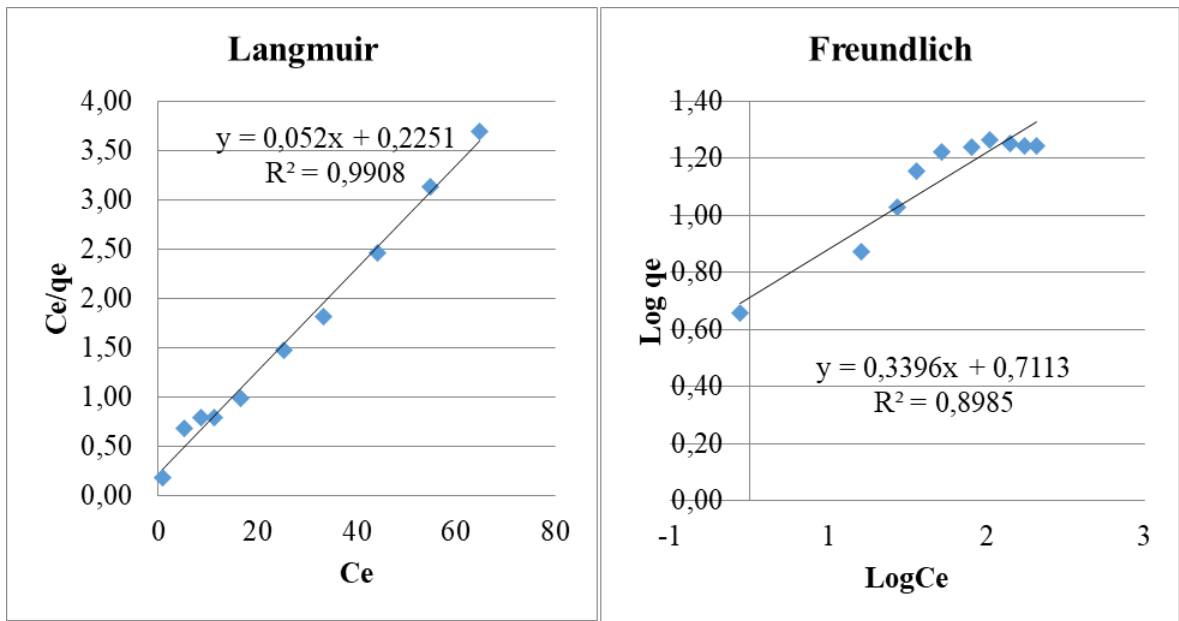 Langmuir
4,00
3,50
3,00
2,50
2,00
1,50
1,00
0,50
0,00
Ce/qe
y = 0,052x + 0,2251
R² = 0,9908
0
20
40
60
80
Ce
Freundlich
1,40
1,20
1,00
0,80
0,60
0,40
0,20
0,00
Log qe
y = 0,3396x + 0,7113
R² = 0,8985
-1
1
2
3
LogCe